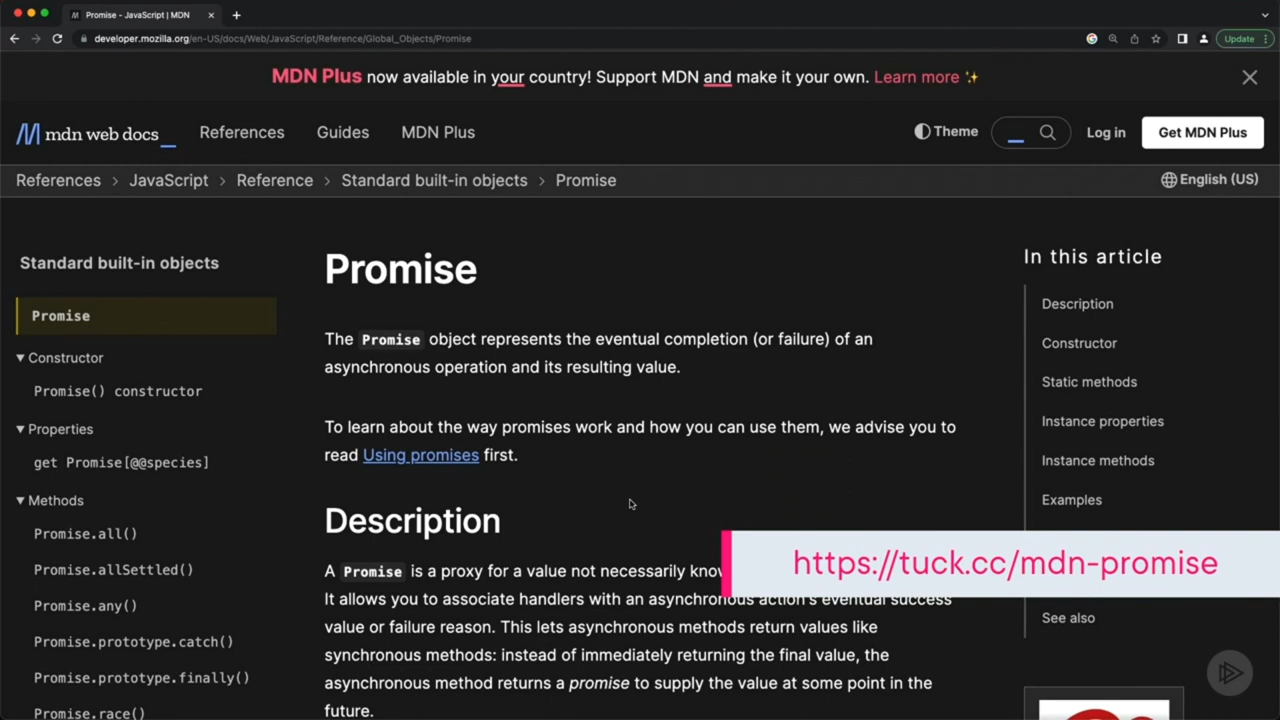 Promise - JavaScript | MDN
developer.mozilla.org/en-US/docs/Web/JavaScript/Reference/Global_Objects/Promise
Update
MDN Plus now available in your country! Support MDN and make it your own. Learn more ✨
mdn web docs_
References
Guides
MDN Plus
Theme
Log in
Get MDN Plus
References > JavaScript > Reference > Standard built-in objects > Promise
English (US)
Standard built-in objects
Promise
Constructor
Promise() constructor
Properties
get Promise[@@species]
Methods
Promise.all()
Promise.allSettled()
Promise.any()
Promise.prototype.catch()
Promise.prototype.finally()
Promise.race()
Promise
The Promise object represents the eventual completion (or failure) of an
asynchronous operation and its resulting value.
To learn about the way promises work and how you can use them, we advise you to
read Using promises first.
Description
A Promise is a proxy for a value not necessarily
It allows you to associate handlers with an asynchronous action's eventual success
value or failure reason. This lets asynchronous methods return values like
synchronous methods: instead of immediately returning the final value, the
asynchronous method returns a promise to supply the value at some point in the
future.
In this article
Description
Constructor
Static methods
Instance properties
Instance methods
Examples
See also
https://tuck.cc/mdn-promise